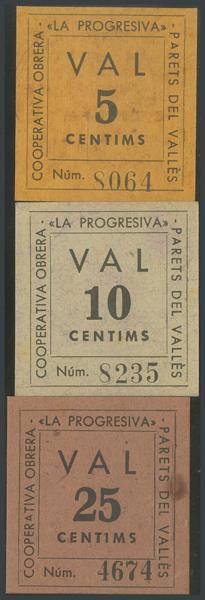 COOPERATIVA OBRERA · «LA PROGRESIVA» · PARETS DEL VALLÈS
VAL
5
CENTIMS
Núm. 8064
COOPERATIVA OBRERA · «LA PROGRESIVA» · PARETS DEL VALLÈS
VAL
10
CENTIMS
Núm. 8235
COOPERATIVA OBRERA · «LA PROGRESIVA» · PARETS DEL VALLÈS
VAL
25
CENTIMS
Núm. 4674